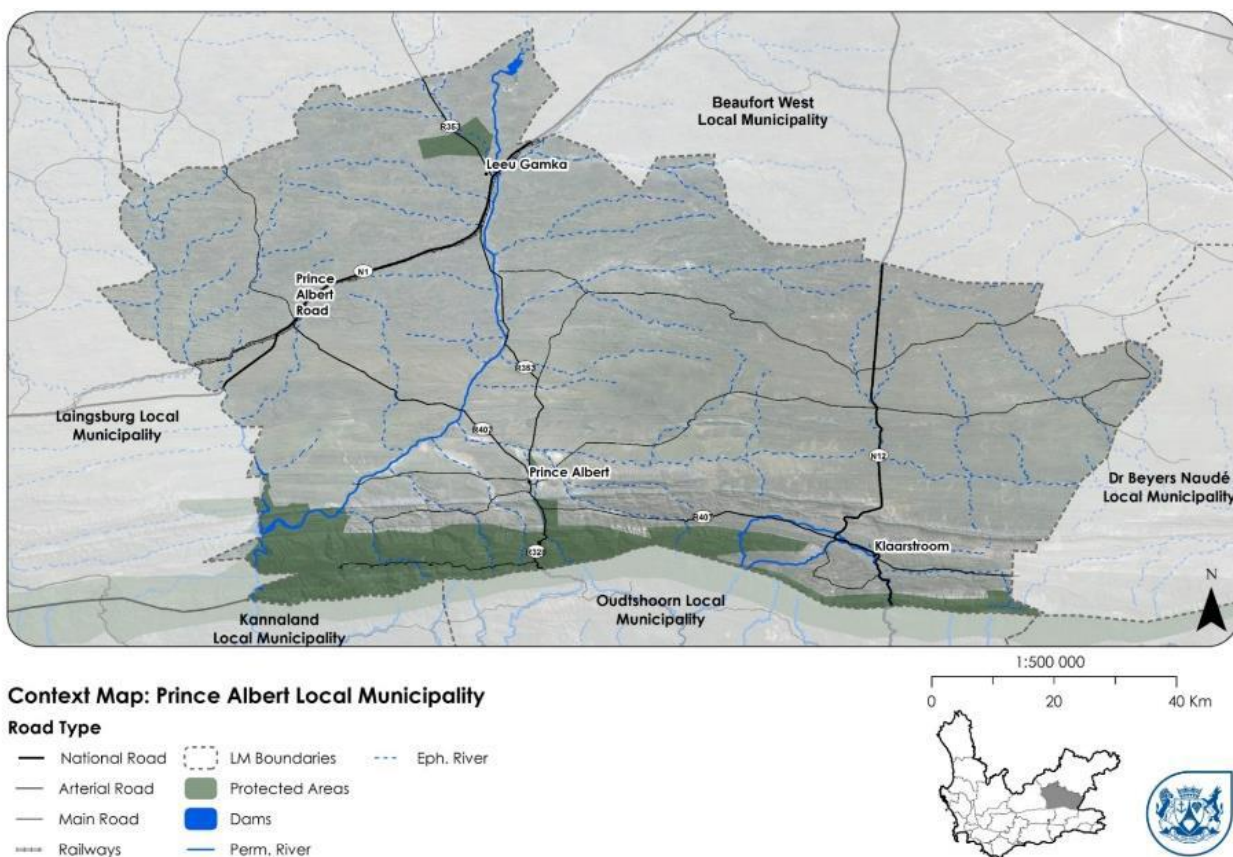 Beaufort West
Local Municipality
R353
Leeu Gamka
N1
Prince
Albert
Road
R353
Laingsburg Local
Municipality
R407
Prince Albert
N12
Dr Beyers Naudé
Local Municipality
R407
Klaarstroom
R328
N
Oudtshoorn Local
Municipality
Kannaland
Local Municipality
1:500 000
0 20 40 Km
Context Map: Prince Albert Local Municipality
Road Type
National Road LM Boundaries Eph. River
Arterial Road Protected Areas
Main Road Dams
Railways Perm. River